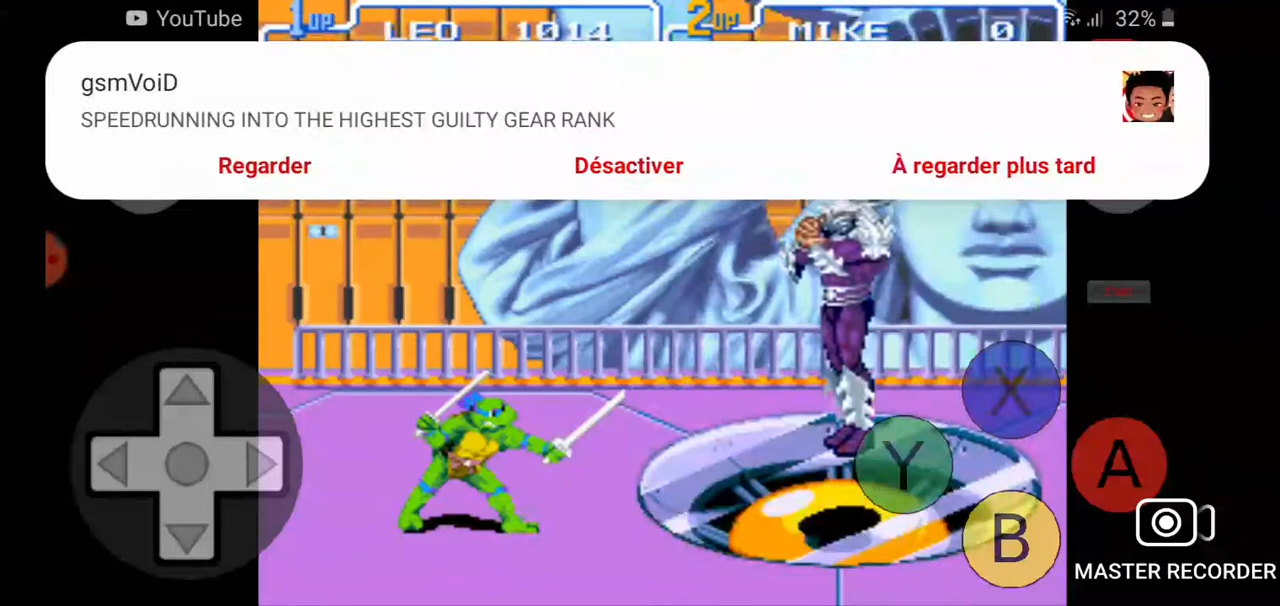 YouTube 32%
1UP LEO 1014 2UP MIKE 0
gsmVoiD
SPEEDRUNNING INTO THE HIGHEST GUILTY GEAR RANK
Regarder Désactiver À regarder plus tard
X
Y A
B
MASTER RECORDER